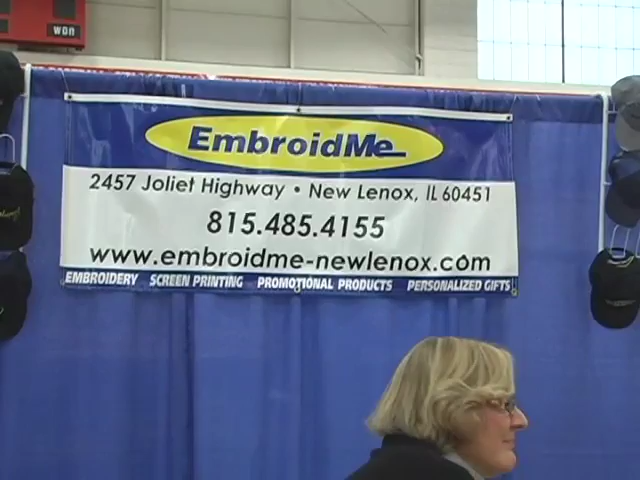 won
EmbroidMe
2457 Joliet Highway • New Lenox, IL 60451
815.485.4155
www.embroidme-newlenox.com
EMBROIDERY SCREEN PRINTING PROMOTIONAL PRODUCTS PERSONALIZED GIFTS